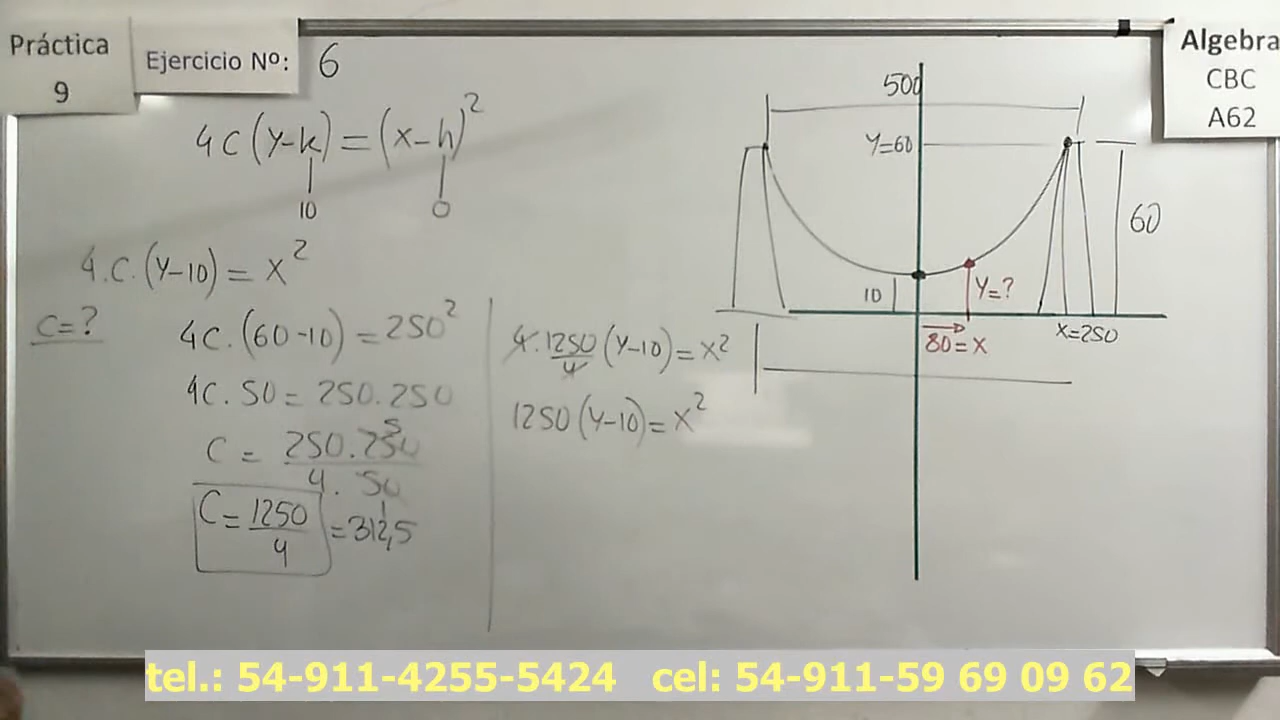 Práctica
9
Ejercicio Nº: 6
Algebra
CBC
A62
4C(y-k)=(x-h)²
10
0
4.C.(y-10)=x²
C=?
4C.(60-10)=250²
4C.50=250.250
C = 250.250 5
4. 50 1
C=1250/4 =312,5
4.1250/4(y-10)=x²
1250(y-10)=x²
500
y=60
60
10
y=?
80=x
x=250
tel.: 54-911-4255-5424 cel: 54-911-59 69 09 62